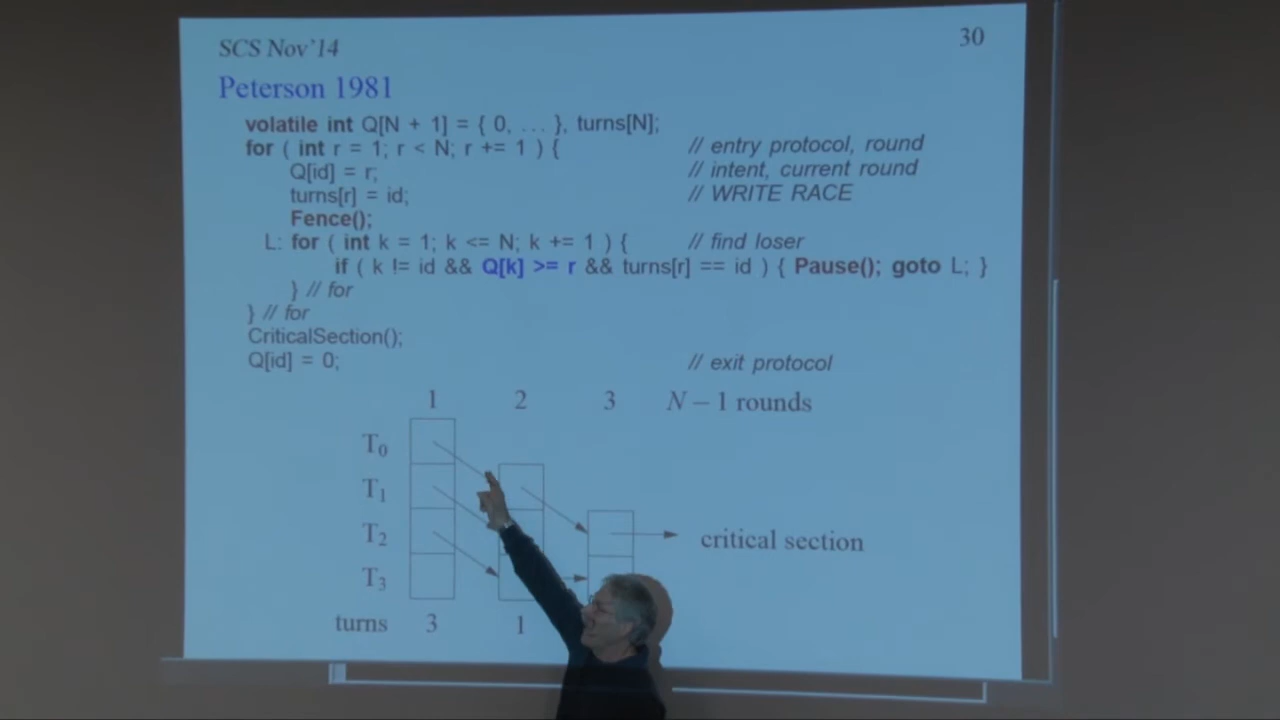 SCS Nov'14 30
Peterson 1981
volatile int Q[N + 1] = { 0, … }, turns[N];
for ( int r = 1; r < N; r += 1 ) { // entry protocol, round
Q[id] = r; // intent, current round
turns[r] = id; // WRITE RACE
Fence();
L: for ( int k = 1; k <= N; k += 1 ) { // find loser
if ( k != id && Q[k] >= r && turns[r] == id ) { Pause(); goto L; }
} // for
} // for
CriticalSection();
Q[id] = 0; // exit protocol
1 2 3 N – 1 rounds
T₀
T₁
T₂ critical section
T₃
turns 3 1